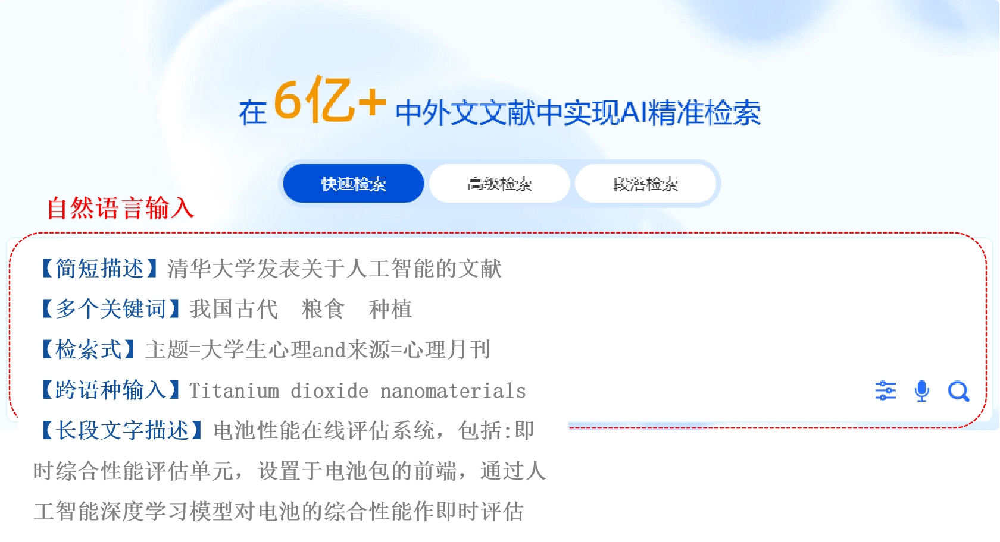 在6亿+中外文文献中实现AI精准检索
快速检索 高级检索 段落检索
自然语言输入
【简短描述】清华大学发表关于人工智能的文献
【多个关键词】我国古代 粮食 种植
【检索式】主题=大学生心理and来源=心理月刊
【跨语种输入】Titanium dioxide nanomaterials
【长段文字描述】电池性能在线评估系统，包括:即
时综合性能评估单元，设置于电池包的前端，通过人
工智能深度学习模型对电池的综合性能作即时评估